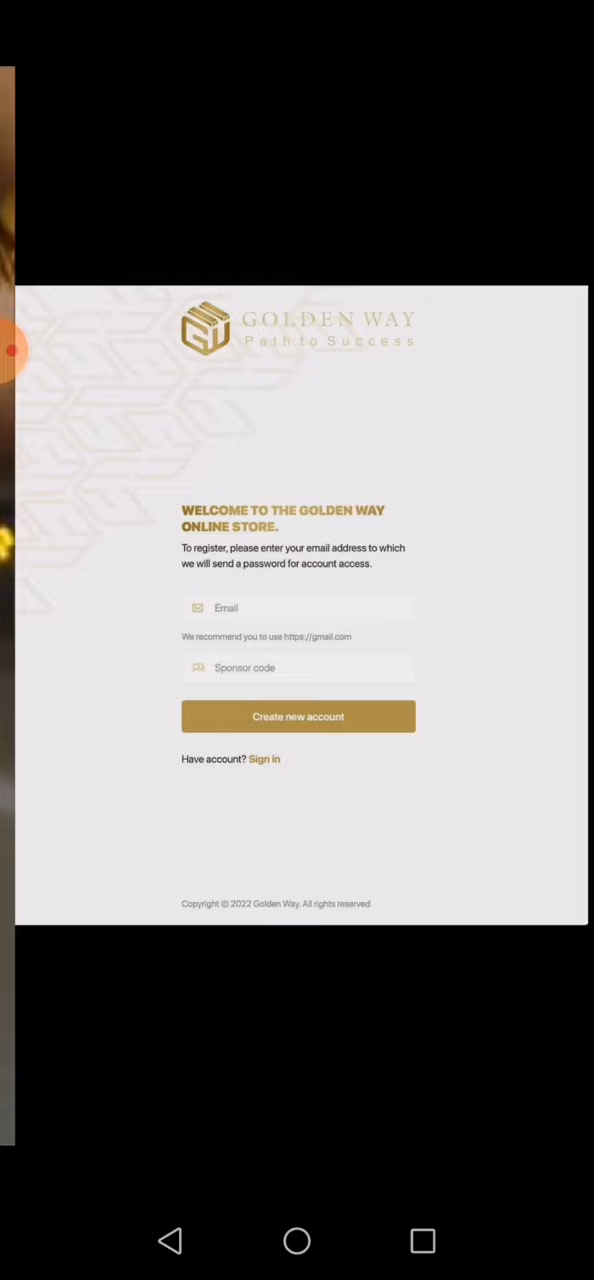 GOLDEN WAY
Path to Success
WELCOME TO THE GOLDEN WAY
ONLINE STORE.
To register, please enter your email address to which
we will send a password for account access.
Email
We recommend you to use https://gmail.com
Sponsor code
Create new account
Have account? Sign in
Copyright © 2022 Golden Way. All rights reserved